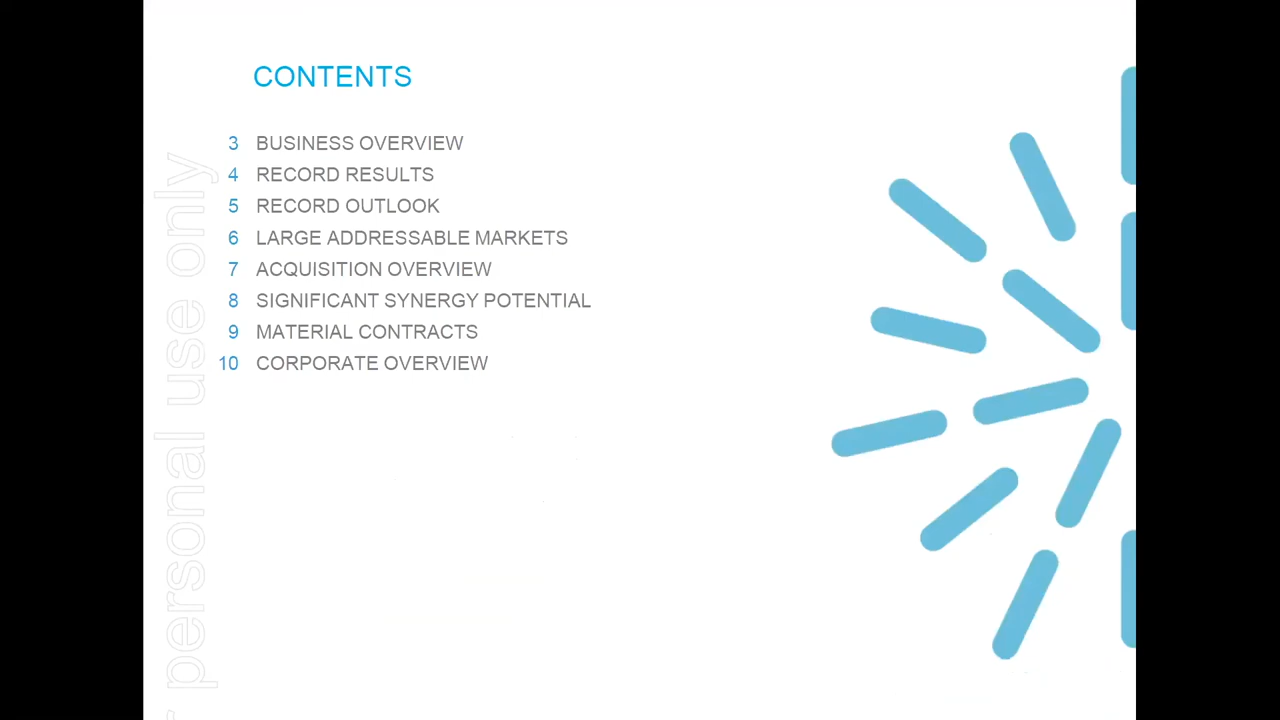 CONTENTS
3 BUSINESS OVERVIEW
4 RECORD RESULTS
5 RECORD OUTLOOK
6 LARGE ADDRESSABLE MARKETS
7 ACQUISITION OVERVIEW
8 SIGNIFICANT SYNERGY POTENTIAL
9 MATERIAL CONTRACTS
10 CORPORATE OVERVIEW
personal use only